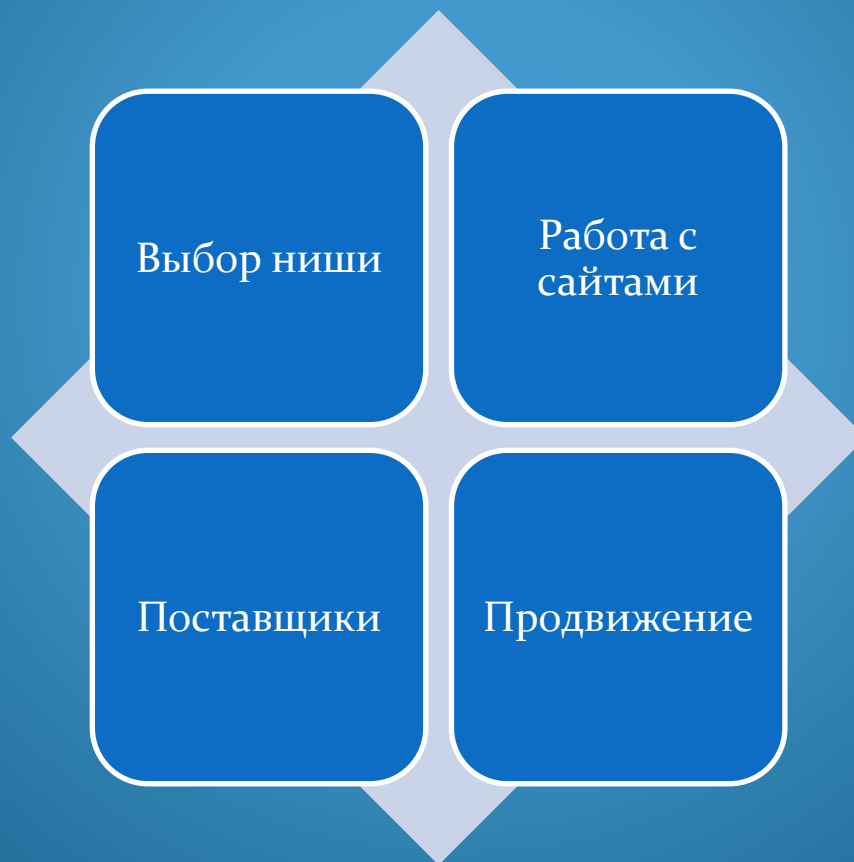 Выбор ниши
Работа с
сайтами
Поставщики
Продвижение